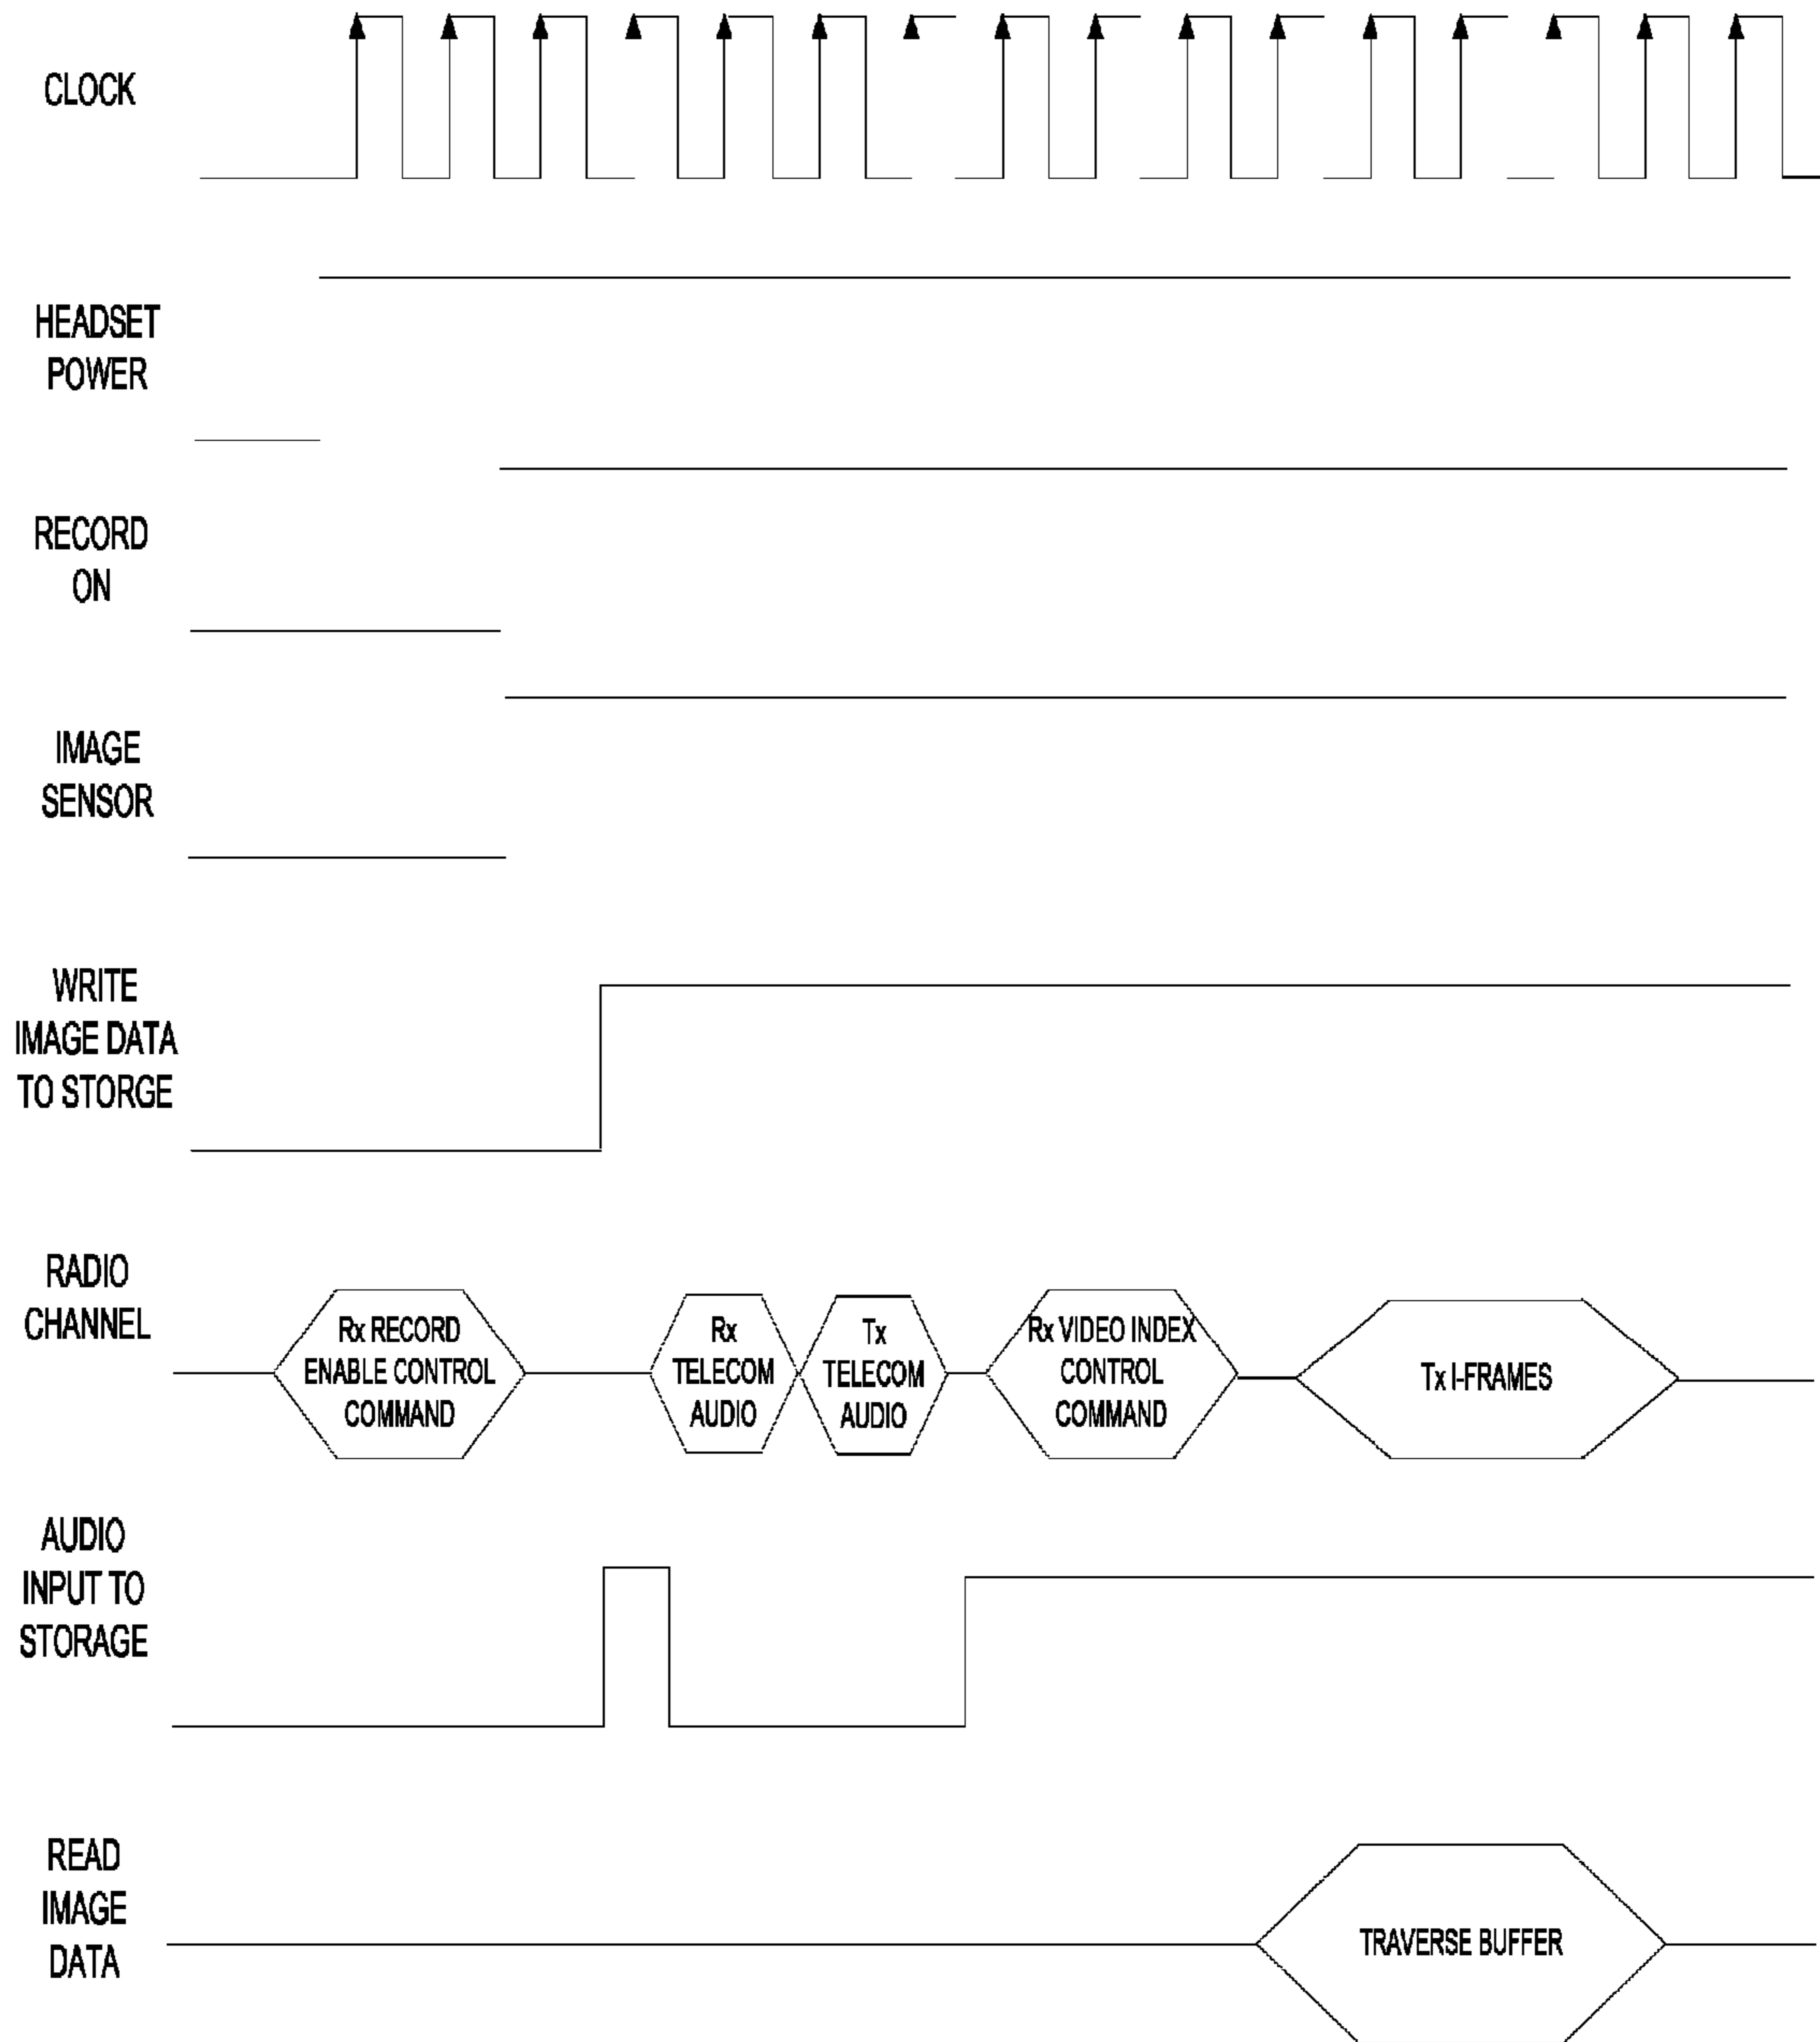 CLOCK
HEADSET
POWER
RECORD
ON
IMAGE
SENSOR
WRITE
IMAGE DATA
TO STORGE
RADIO
CHANNEL
Rx RECORD
ENABLE CONTROL
COMMAND
Rx
TELECOM
AUDIO
Tx
TELECOM
AUDIO
Rx VIDEO INDEX
CONTROL
COMMAND
Tx I-FRAMES
AUDIO
INPUT TO
STORAGE
READ
IMAGE
DATA
TRAVERSE BUFFER